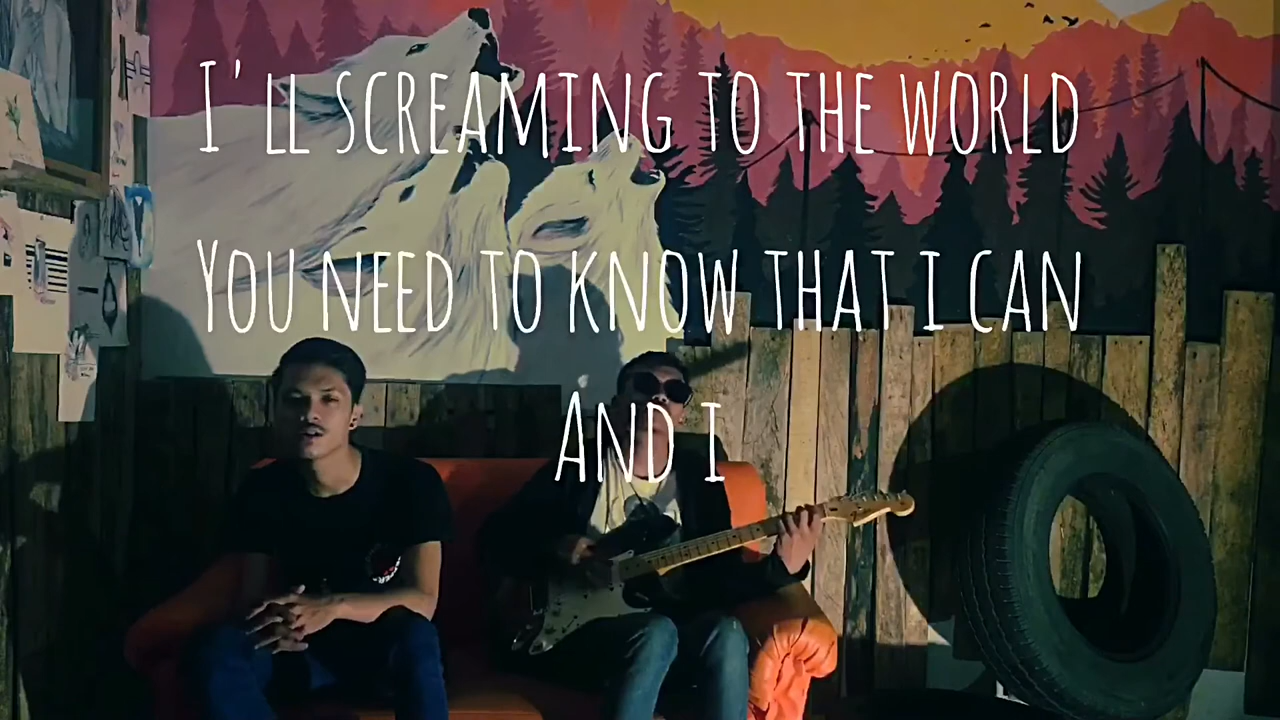 I'll screaming to the world
You need to know that i can
And i